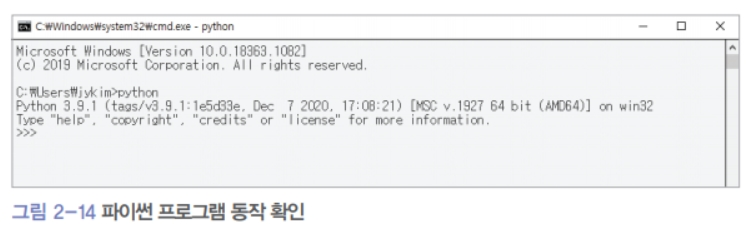 C:₩Windows₩system32₩cmd.exe - python
Microsoft Windows [Version 10.0.18363.1082]
(c) 2019 Microsoft Corporation. All rights reserved.
C:₩Users₩jykim>python
Python 3.9.1 (tags/v3.9.1:1e5d33e, Dec  7 2020, 17:08:21) [MSC v.1927 64 bit (AMD64)] on win32
Type "help", "copyright", "credits" or "license" for more information.
>>>
그림 2-14 파이썬 프로그램 동작 확인